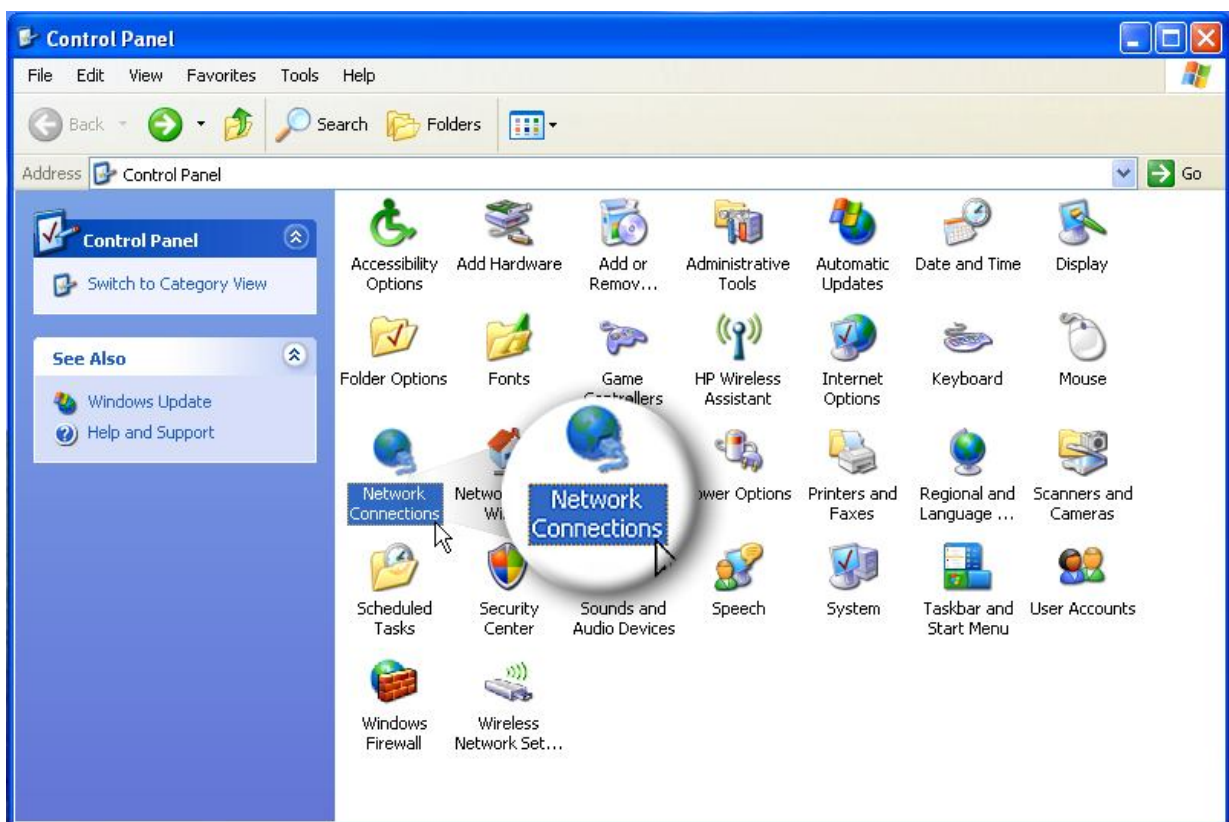 Control Panel
File Edit View Favorites Tools Help
Back Search Folders
Address Control Panel Go
Control Panel
Switch to Category View
See Also
Windows Update
Help and Support
Accessibility Options
Add Hardware
Add or Remov...
Administrative Tools
Automatic Updates
Date and Time
Display
Folder Options
Fonts
Game
HP Wireless Assistant
Internet Options
Keyboard
Mouse
Network Connections
Network Connections
Power Options
Printers and Faxes
Regional and Language ...
Scanners and Cameras
Scheduled Tasks
Security Center
Sounds and Audio Devices
Speech
System
Taskbar and Start Menu
User Accounts
Windows Firewall
Wireless Network Set...